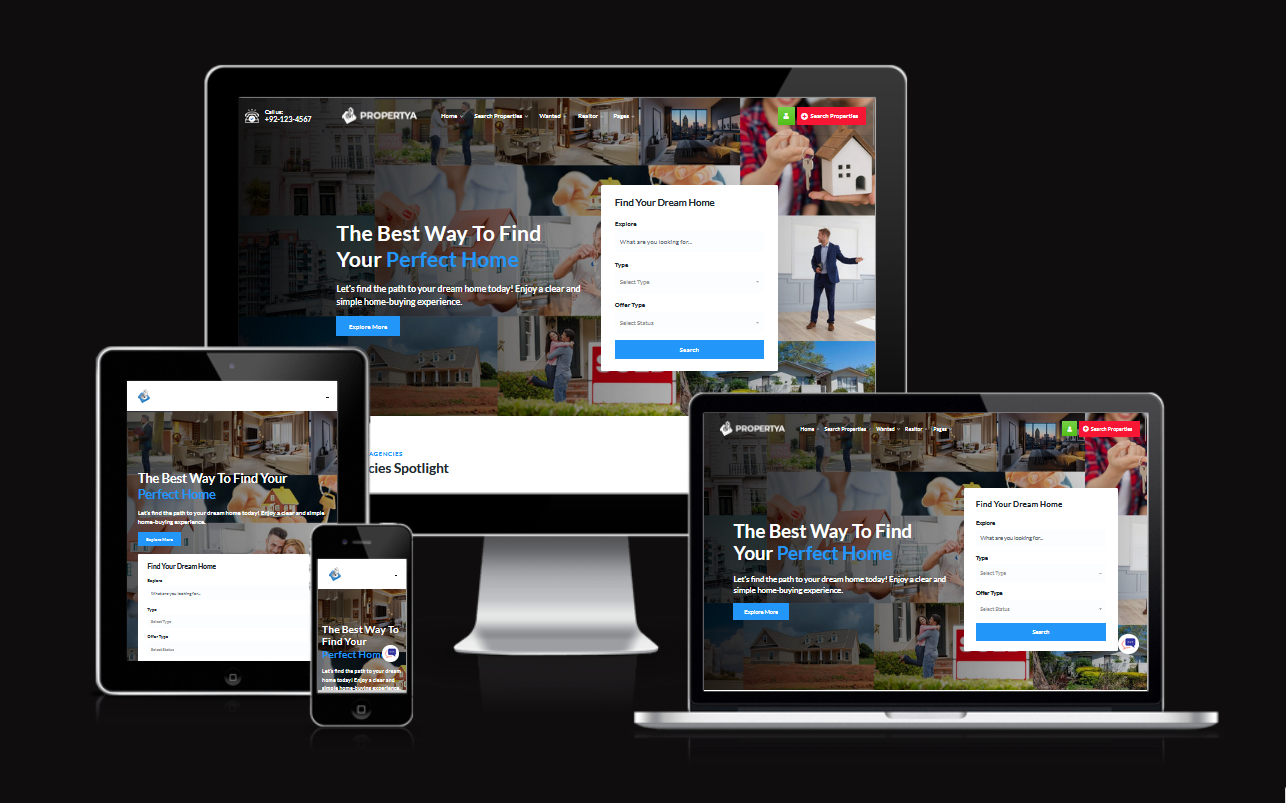 Call us:
+92-123-4567
PROPERTYA
Home
Search Properties
Wanted
Realtor
Pages
Search Properties
The Best Way To Find
Your Perfect Home
Let's find the path to your dream home today! Enjoy a clear and
simple home-buying experience.
Explore More
Find Your Dream Home
Explore
What are you looking for...
Type
Select Type
Offer Type
Select Status
Search
AGENCIES
cies Spotlight
The Best Way To Find Your
Perfect Home
Let's find the path to your dream home today! Enjoy a clear and simple
home-buying experience.
Explore More
Find Your Dream Home
Explore
What are you looking for...
Type
Select Type
Offer Type
Select Status
The Best Way To
Find Your
Perfect Hom
Let's find the path to your dream
home today! Enjoy a clear and
simple home-buying experience.
PROPERTYA
Home
Search Properties
Wanted
Realtor
Pages
Search Properties
The Best Way To Find
Your Perfect Home
Let's find the path to your dream home today! Enjoy a clear and
simple home-buying experience.
Explore More
Find Your Dream Home
Explore
What are you looking for...
Type
Select Type
Offer Type
Select Status
Search